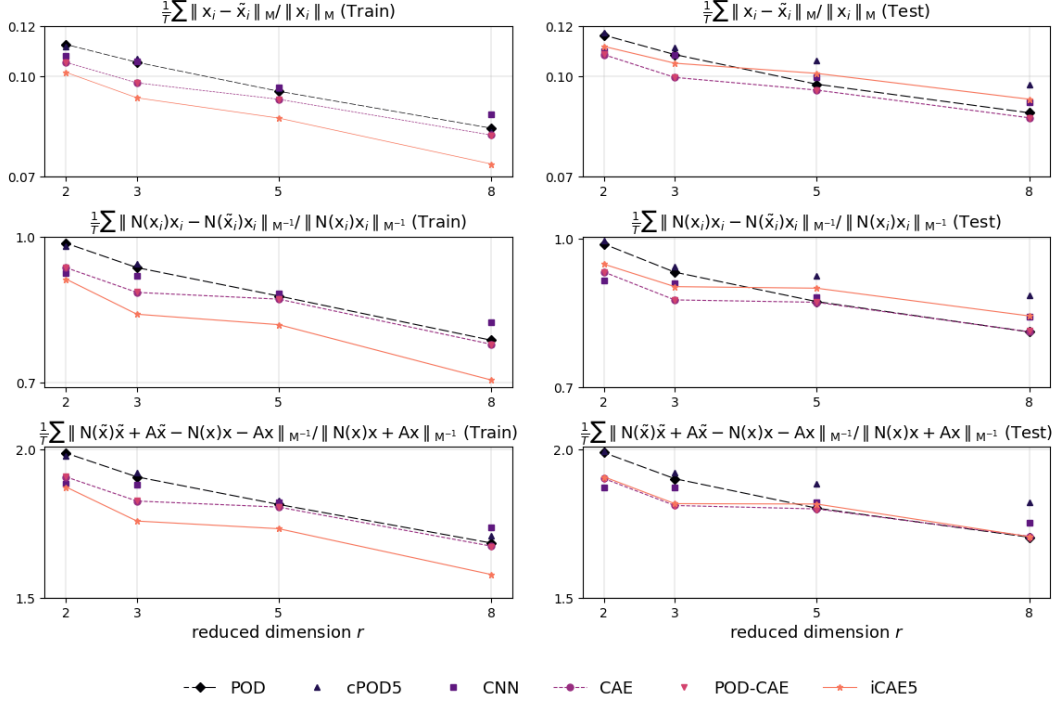 1/T ∑ ‖ x_i − x̃_i ‖_M / ‖ x_i ‖_M (Train)
0.12
0.10
0.07
2 3 5 8
1/T ∑ ‖ x_i − x̃_i ‖_M / ‖ x_i ‖_M (Test)
0.12
0.10
0.07
2 3 5 8
1/T ∑ ‖ N(x_i)x_i − N(x̃_i)x_i ‖_M⁻¹ / ‖ N(x_i)x_i ‖_M⁻¹ (Train)
1.0
0.7
2 3 5 8
1/T ∑ ‖ N(x_i)x_i − N(x̃_i)x_i ‖_M⁻¹ / ‖ N(x_i)x_i ‖_M⁻¹ (Test)
1.0
0.7
2 3 5 8
1/T ∑ ‖ N(x̃)x̃ + Ax̃ − N(x)x − Ax ‖_M⁻¹ / ‖ N(x)x + Ax ‖_M⁻¹ (Train)
2.0
1.5
2 3 5 8
reduced dimension r
1/T ∑ ‖ N(x̃)x̃ + Ax̃ − N(x)x − Ax ‖_M⁻¹ / ‖ N(x)x + Ax ‖_M⁻¹ (Test)
2.0
1.5
2 3 5 8
reduced dimension r
POD cPOD5 CNN CAE POD-CAE iCAE5